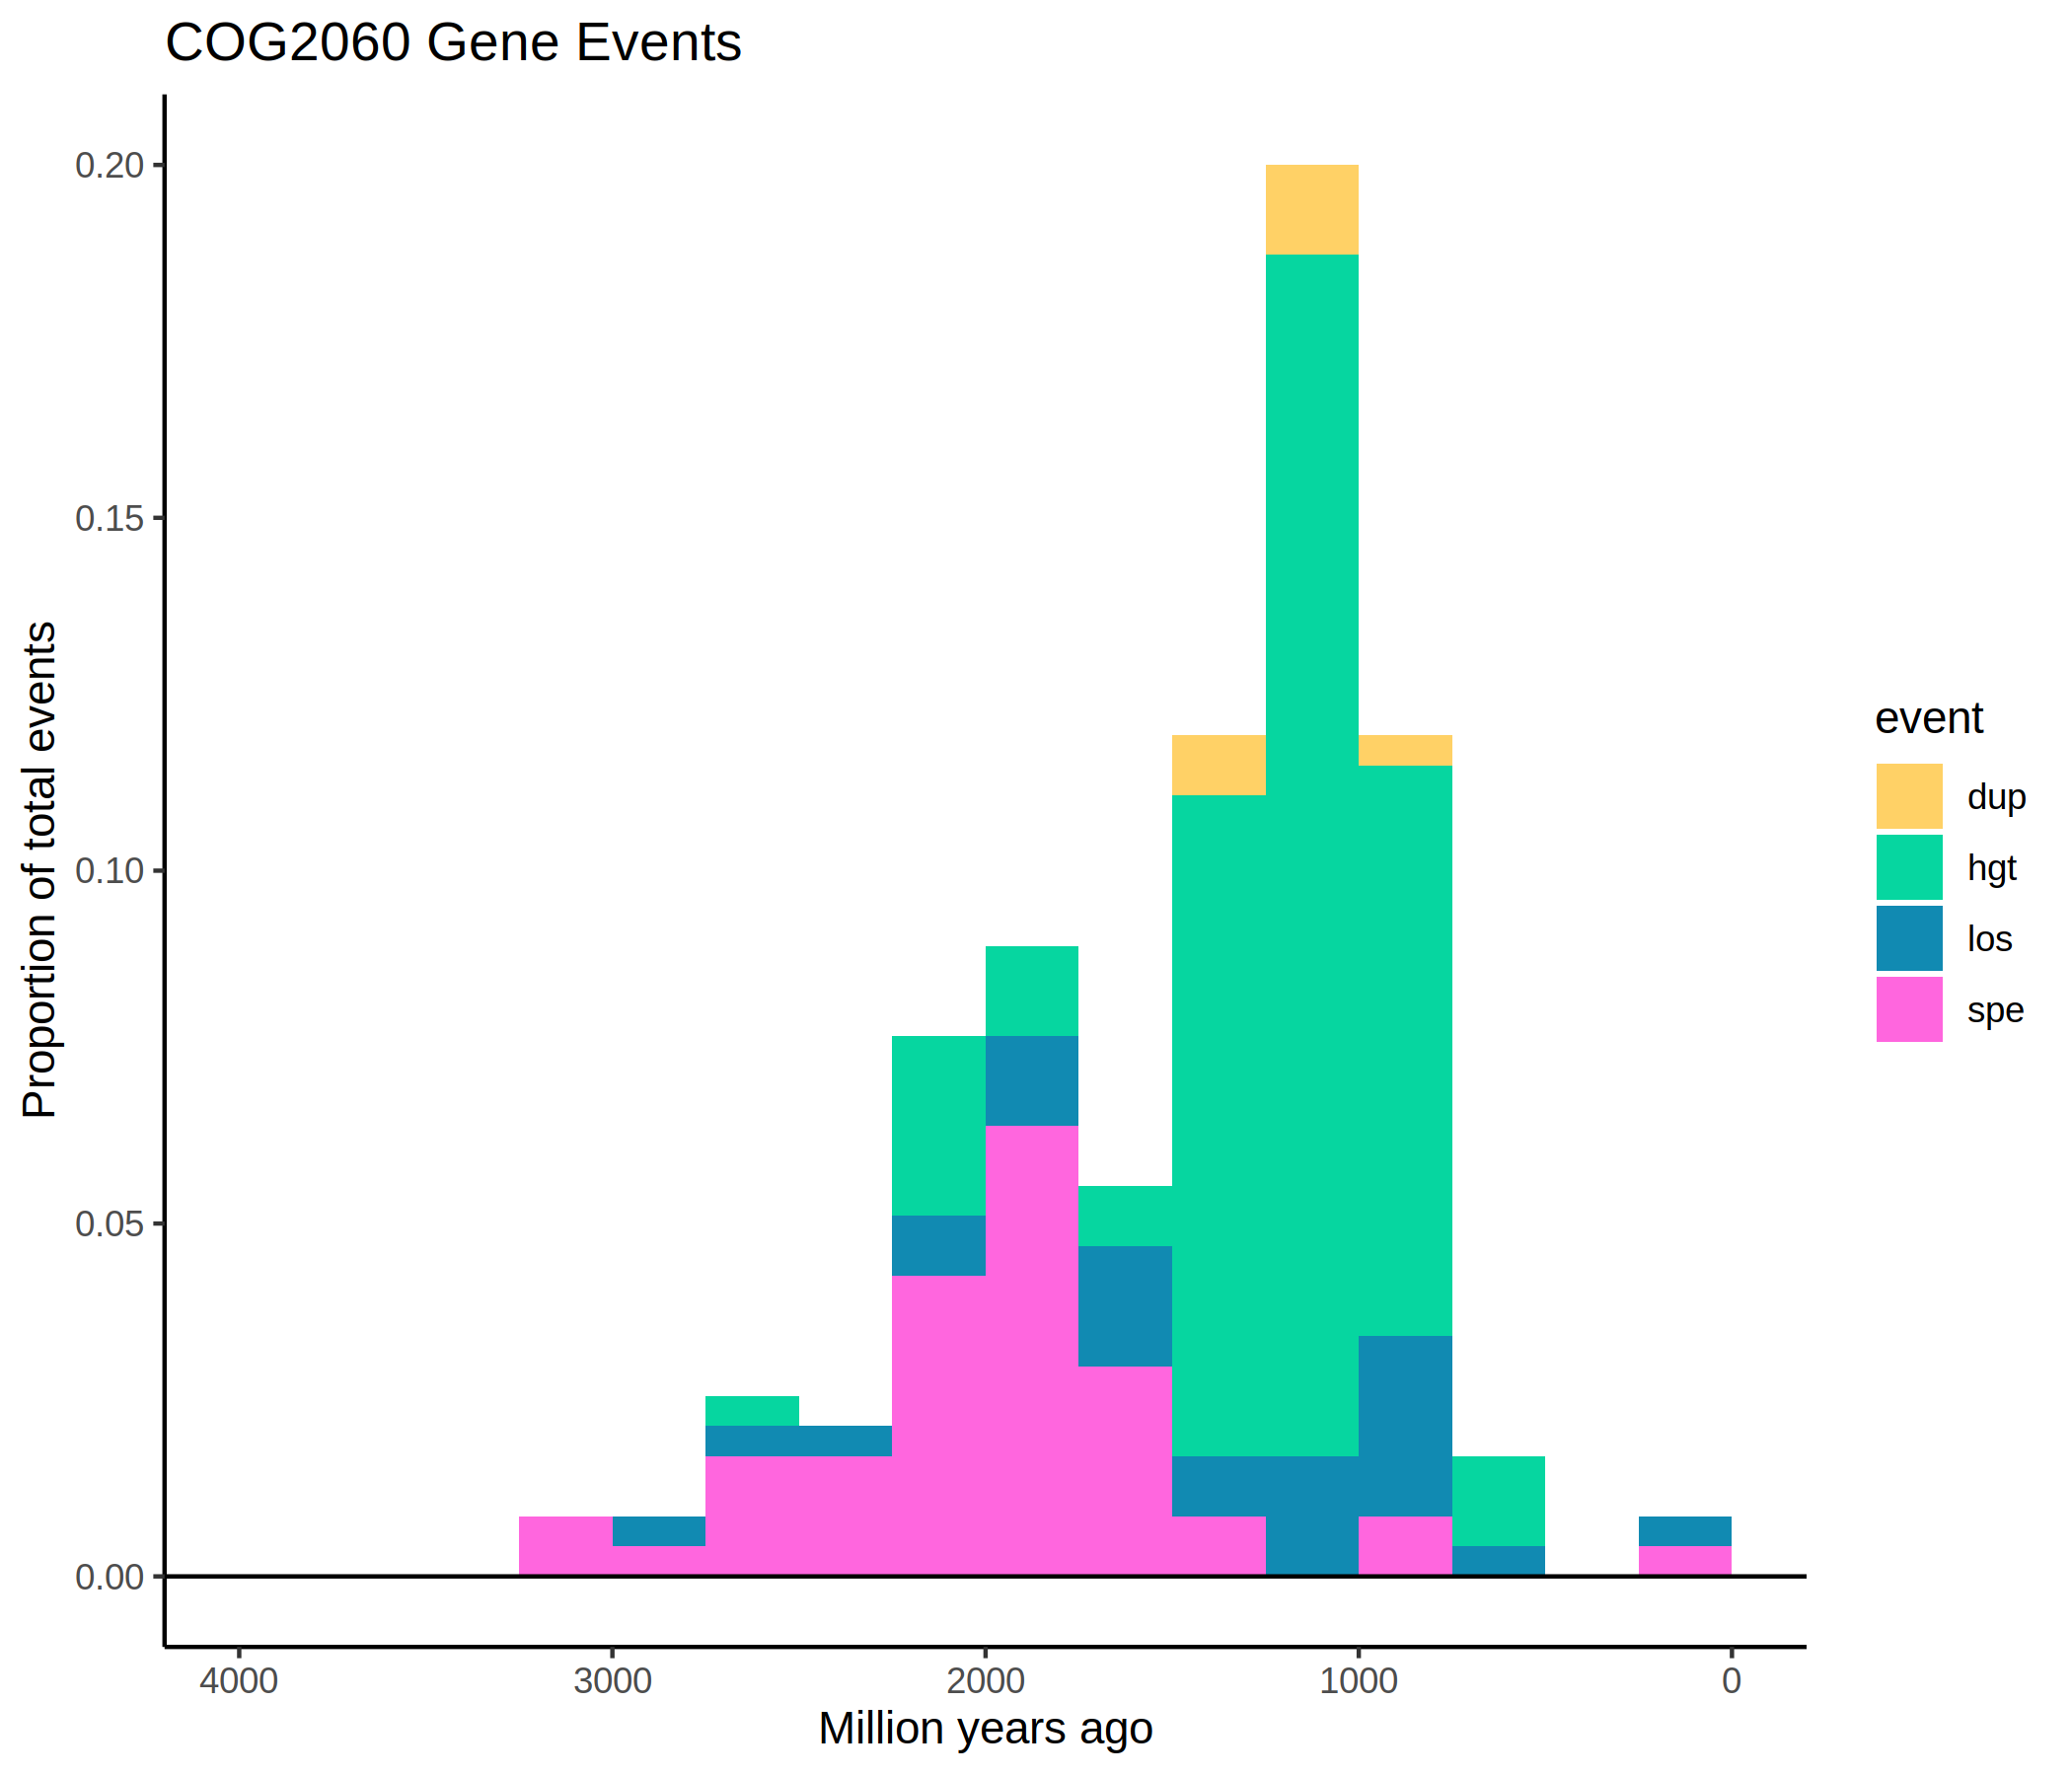 COG2060 Gene Events
Proportion of total events
0.20
0.15
0.10
0.05
0.00
4000 3000 2000 1000 0
Million years ago
event
dup
hgt
los
spe